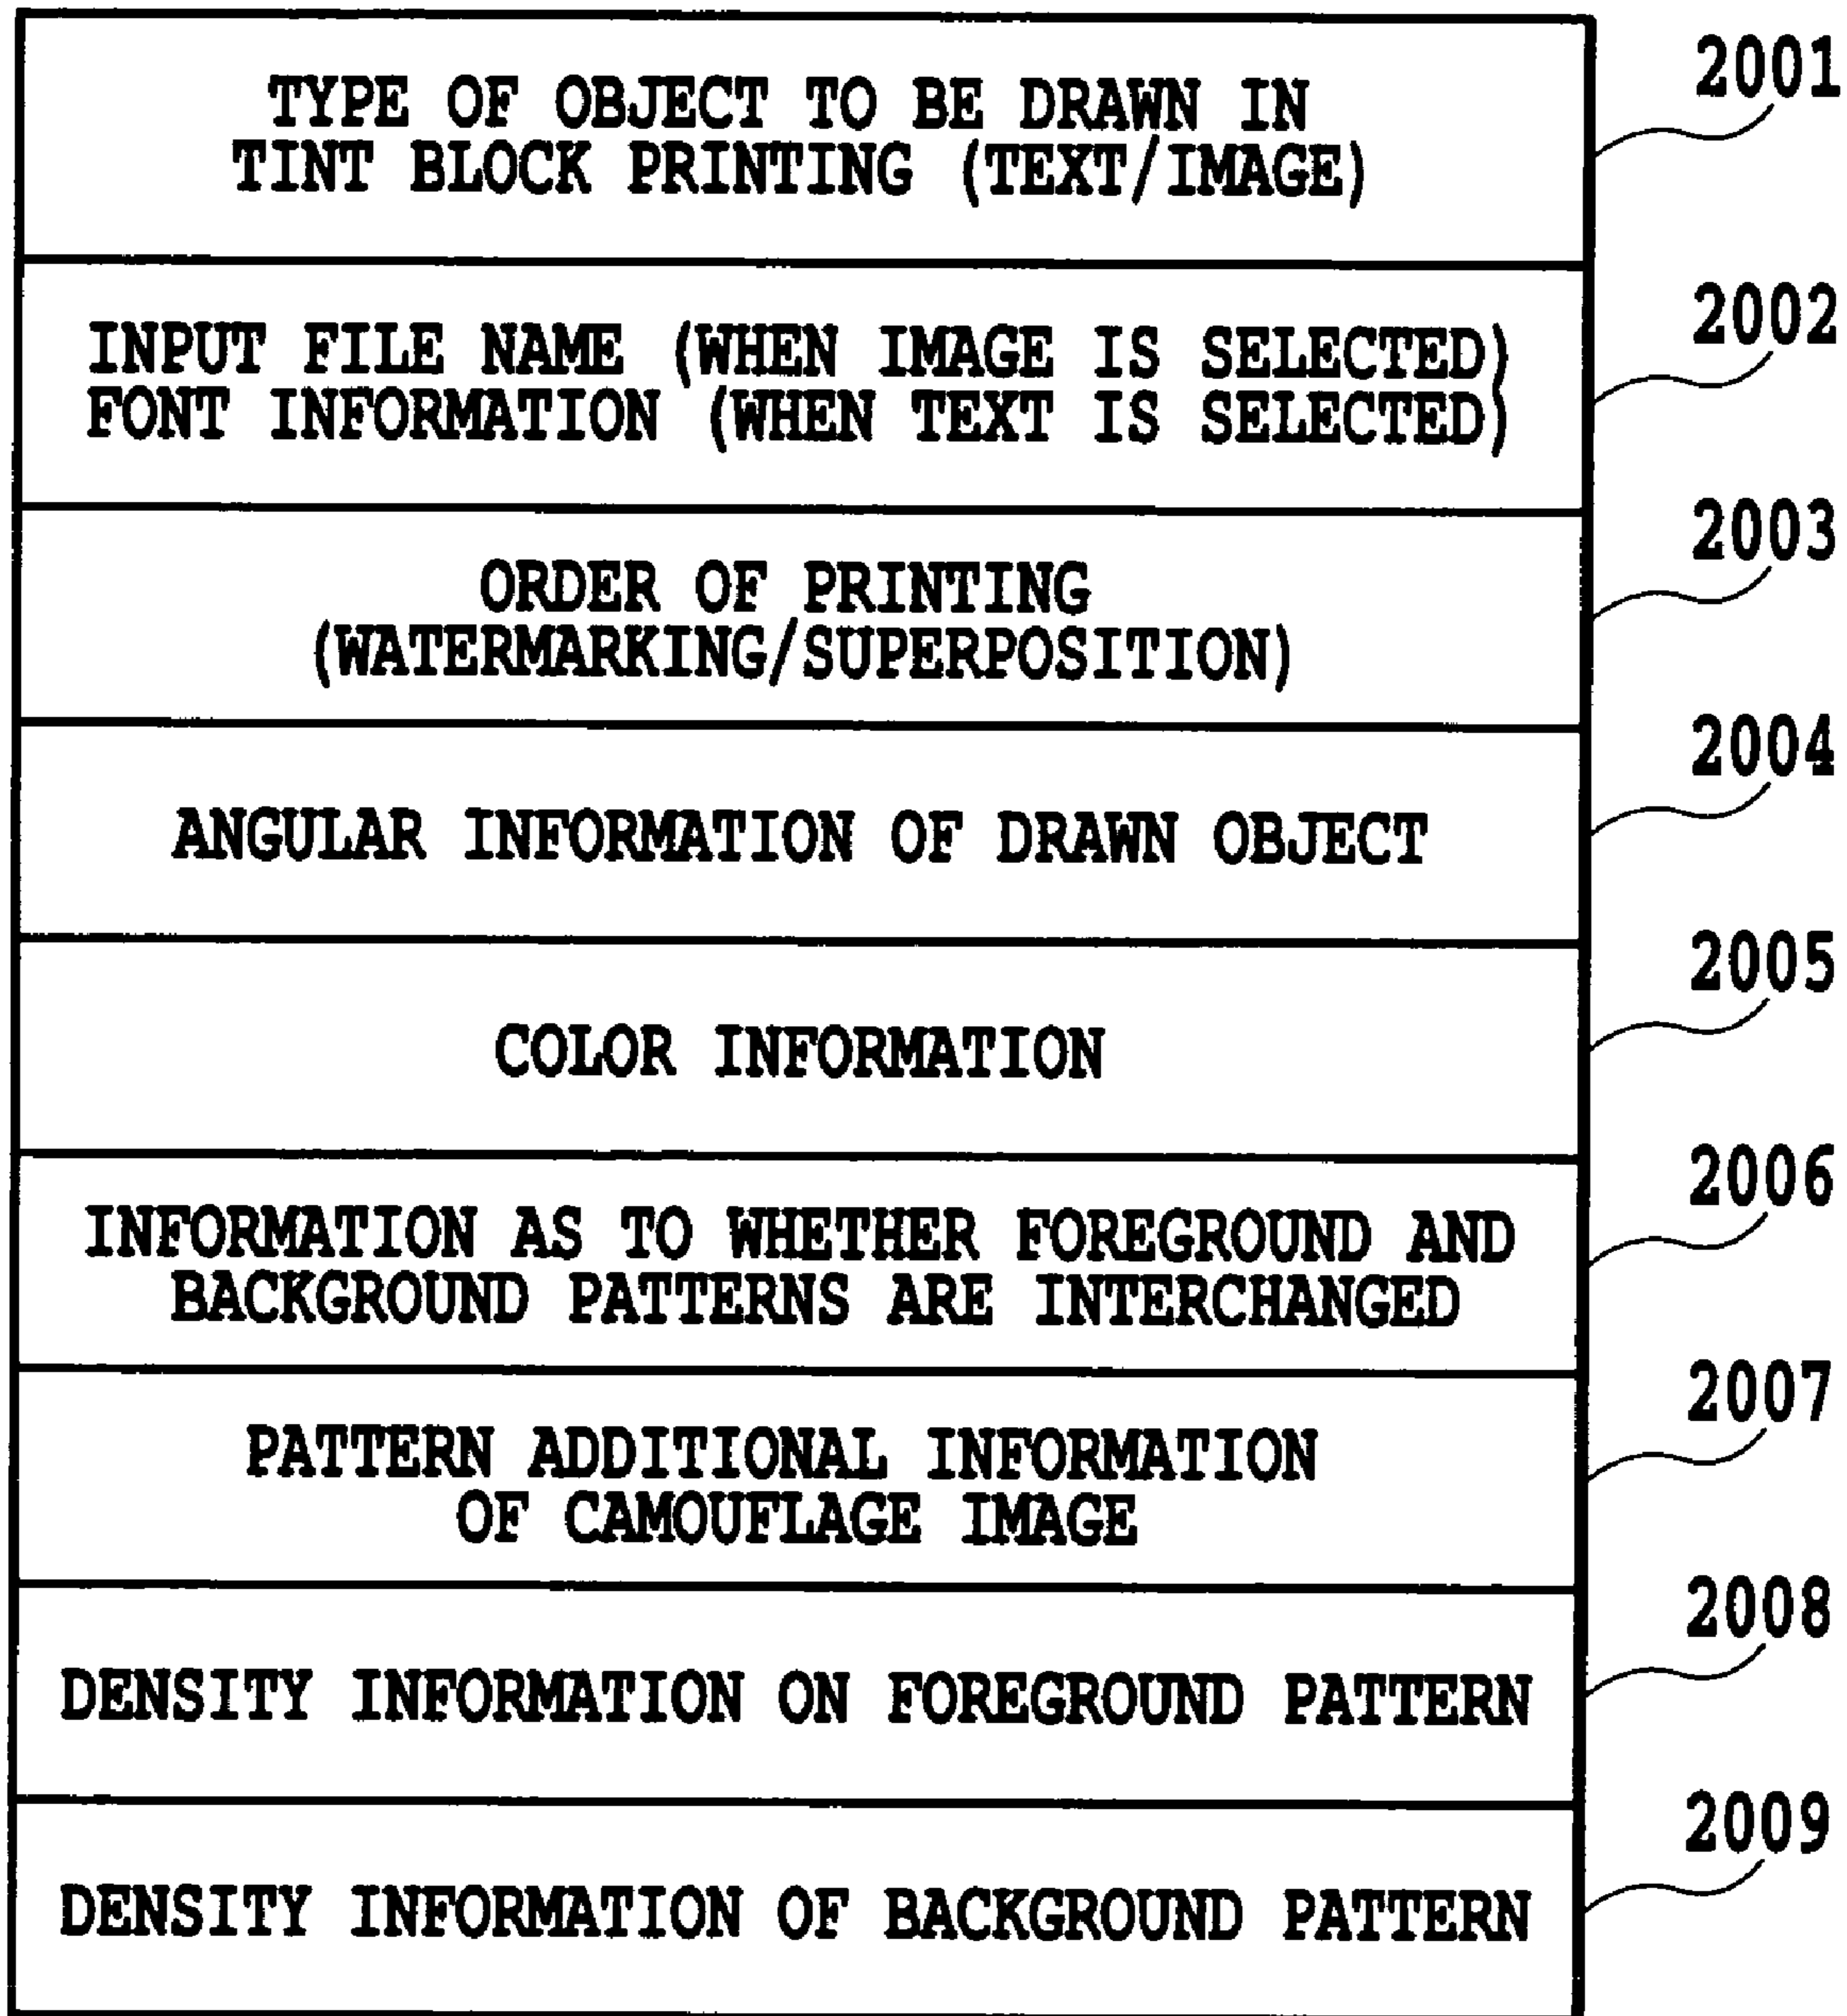 2001
TYPE OF OBJECT TO BE DRAWN IN
TINT BLOCK PRINTING (TEXT/IMAGE)
2002
INPUT FILE NAME (WHEN IMAGE IS SELECTED)
FONT INFORMATION (WHEN TEXT IS SELECTED)
2003
ORDER OF PRINTING
(WATERMARKING/SUPERPOSITION)
2004
ANGULAR INFORMATION OF DRAWN OBJECT
2005
COLOR INFORMATION
2006
INFORMATION AS TO WHETHER FOREGROUND AND
BACKGROUND PATTERNS ARE INTERCHANGED
2007
PATTERN ADDITIONAL INFORMATION
OF CAMOUFLAGE IMAGE
2008
DENSITY INFORMATION ON FOREGROUND PATTERN
2009
DENSITY INFORMATION OF BACKGROUND PATTERN